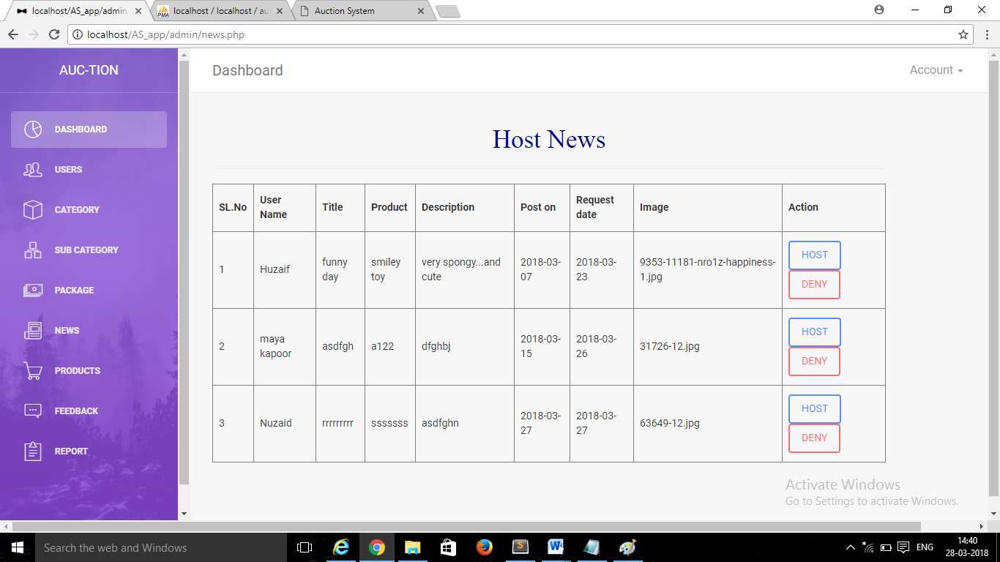 localhost/AS_app/admin/
localhost / localhost / au
Auction System
localhost/AS_app/admin/news.php
AUC-TION
Dashboard
Account
DASHBOARD
USERS
CATEGORY
SUB CATEGORY
PACKAGE
NEWS
PRODUCTS
FEEDBACK
REPORT
Host News
SL.No
User
Name
Title
Product
Description
Post on
Request
date
Image
Action
1
Huzaif
funny
day
smiley
toy
very spongy...and
cute
2018-03-
07
2018-03-
23
9353-11181-nro1z-happiness-
1.jpg
HOST
DENY
2
maya
kapoor
asdfgh
a122
dfghbj
2018-03-
15
2018-03-
26
31726-12.jpg
HOST
DENY
3
Nuzaid
rrrrrrrrr
sssssss
asdfghn
2018-03-
27
2018-03-
27
63649-12.jpg
HOST
DENY
Activate Windows
Go to Settings to activate Windows.
Search the web and Windows
ENG
14:40
28-03-2018